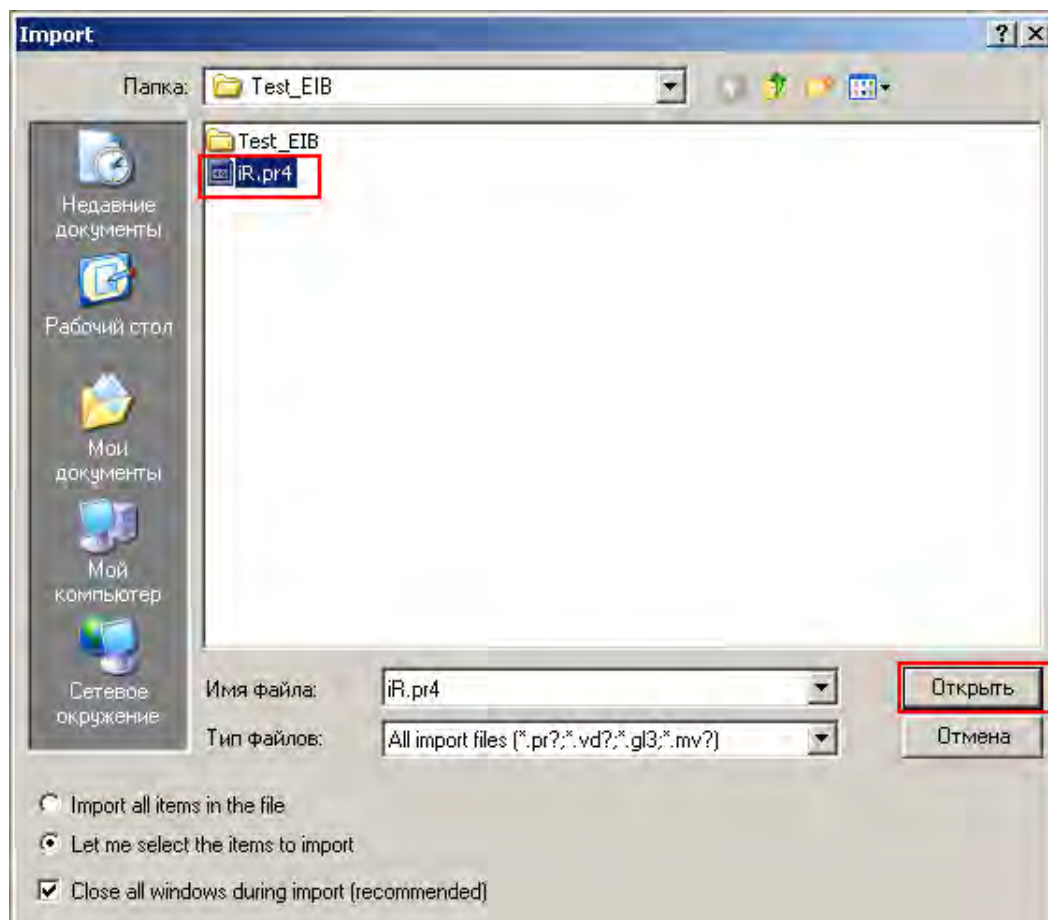 Import
Папка: Test_EIB
Test_EIB
iR.pr4
Недавние
документы
Рабочий стол
Мои
документы
Мой
компьютер
Сетевое
окружение
Имя файла: iR.pr4 Открыть
Тип файлов: All import files (*.pr?;*.vd?;*.gl3;*.mv?) Отмена
Import all items in the file
Let me select the items to import
Close all windows during import (recommended)